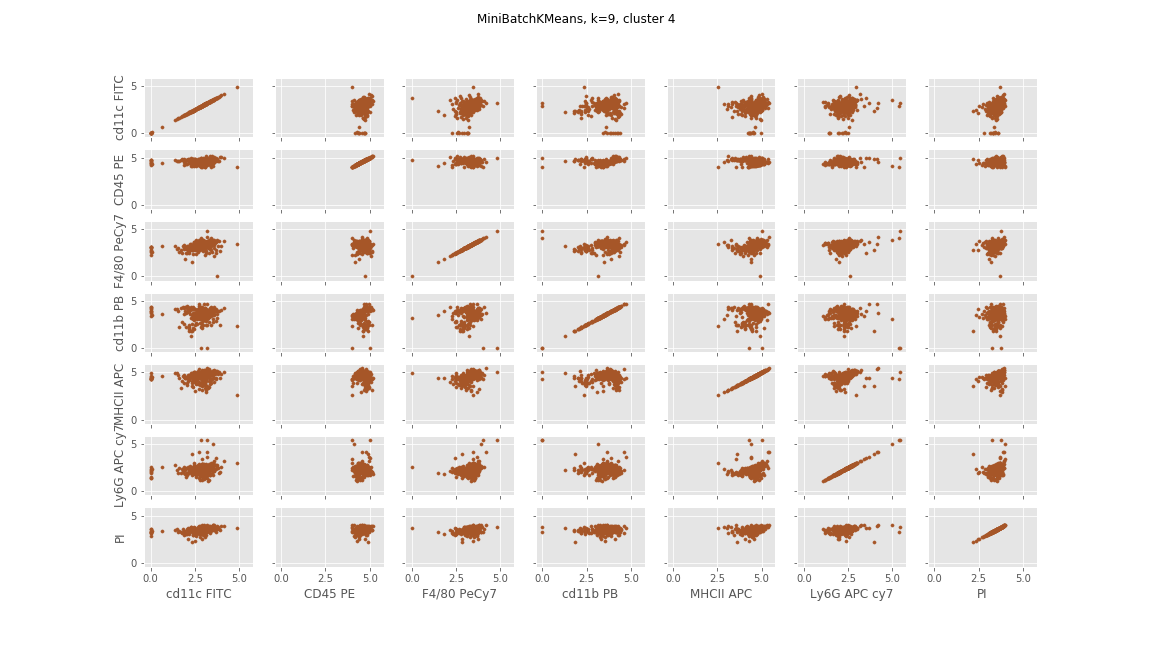 MiniBatchKMeans, k=9, cluster 4
cd11c FITC
5
0
CD45 PE
5
0
F4/80 PeCy7
5
0
cd11b PB
5
0
MHCII APC
5
0
Ly6G APC cy7
5
0
PI
5
0
0.0 2.5 5.0 0.0 2.5 5.0 0.0 2.5 5.0 0.0 2.5 5.0 0.0 2.5 5.0 0.0 2.5 5.0 0.0 2.5 5.0
cd11c FITC CD45 PE F4/80 PeCy7 cd11b PB MHCII APC Ly6G APC cy7 PI